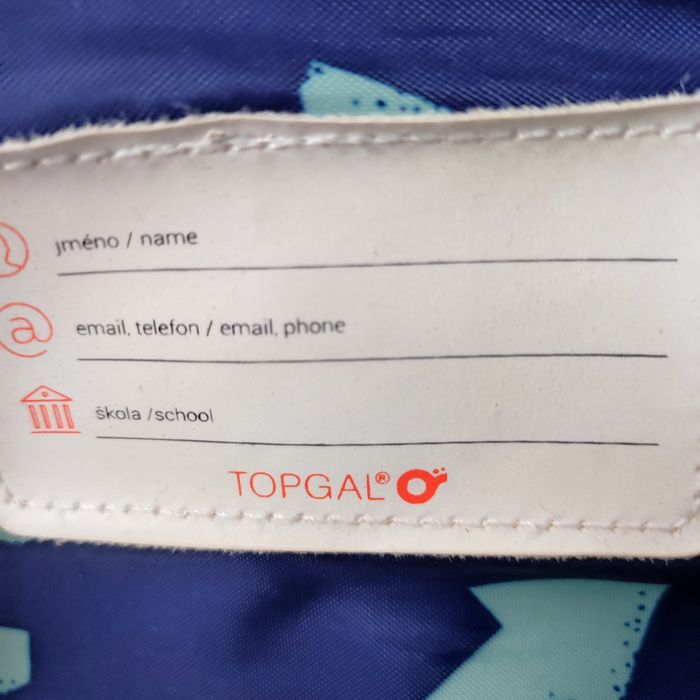 jméno / name
email, telefon / email, phone
škola /school
TOPGAL®